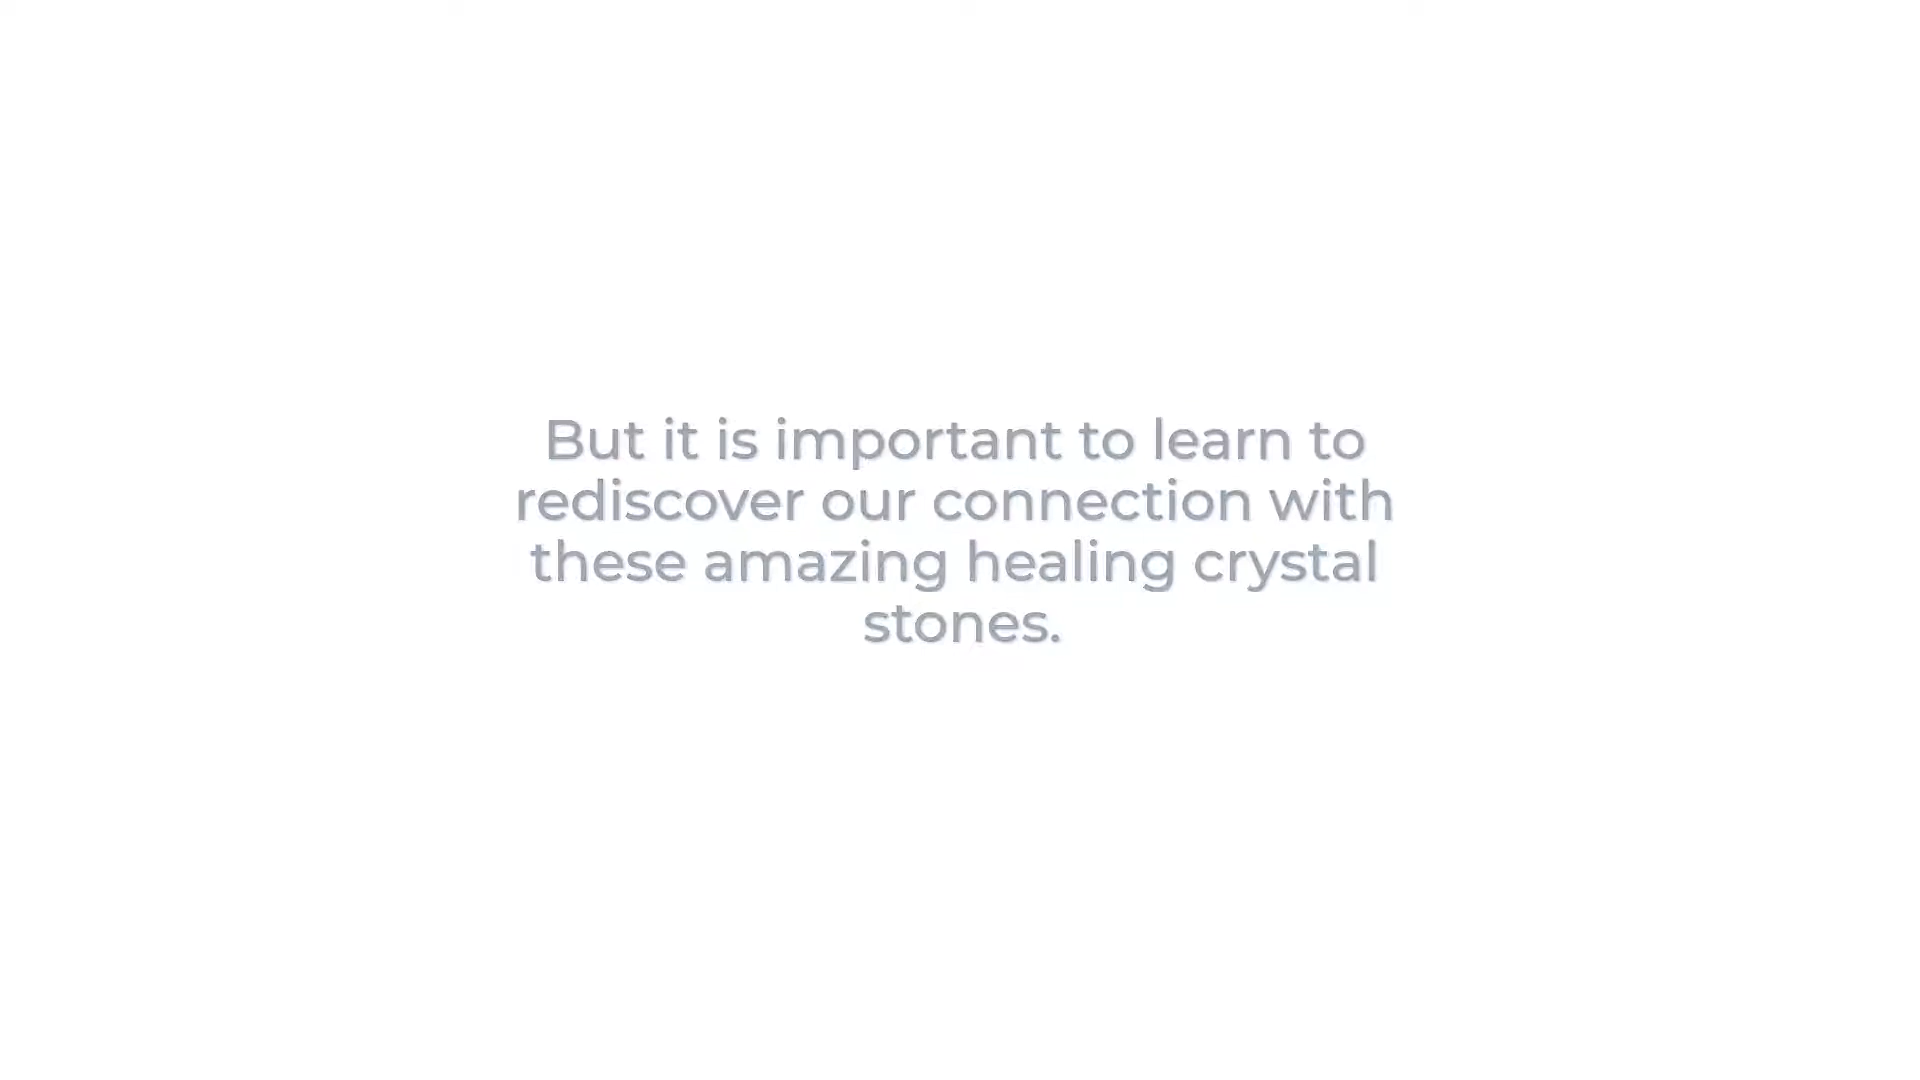 But it is important to learn to
rediscover our connection with
these amazing healing crystal
stones.